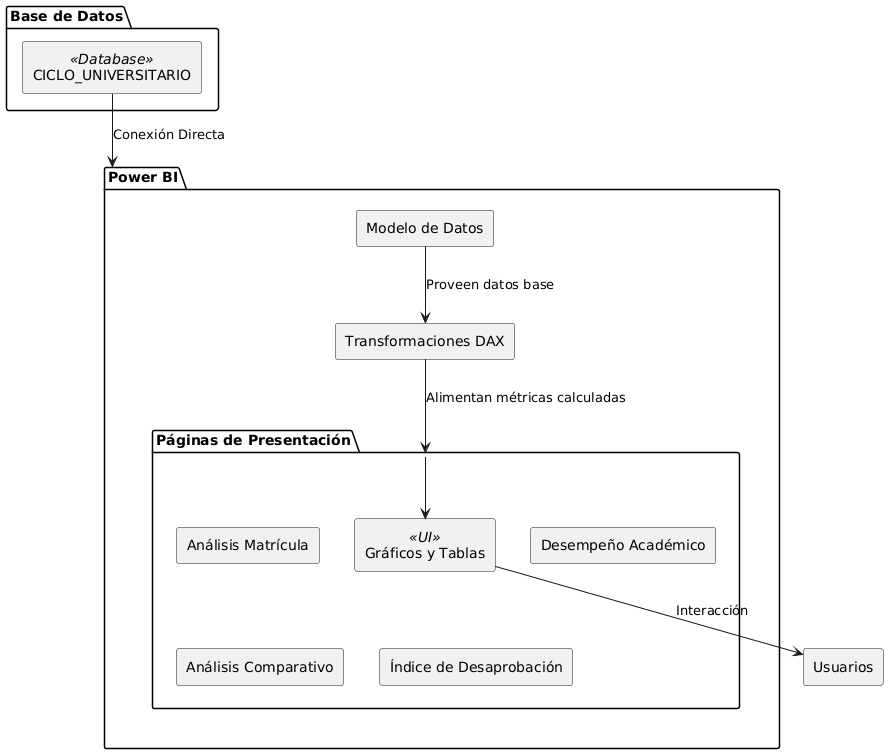 Base de Datos
«Database»
CICLO_UNIVERSITARIO
Conexión Directa
Power BI
Modelo de Datos
Proveen datos base
Transformaciones DAX
Alimentan métricas calculadas
Páginas de Presentación
Análisis Matrícula
«UI»
Gráficos y Tablas
Desempeño Académico
Interacción
Análisis Comparativo
Índice de Desaprobación
Usuarios